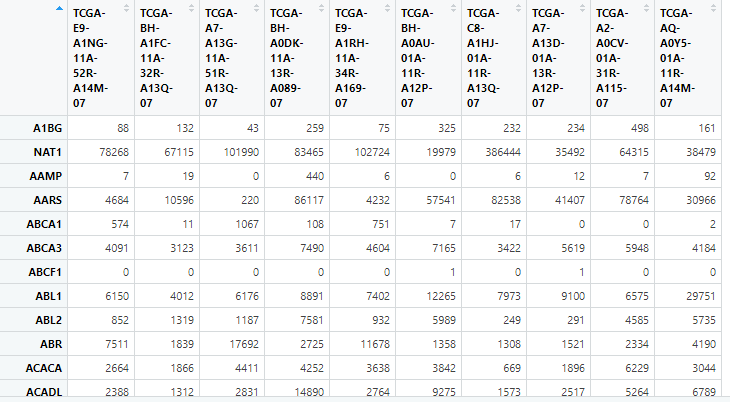 TCGA-E9-A1NG-11A-52R-A14M-07 TCGA-BH-A1FC-11A-32R-A13Q-07 TCGA-A7-A13G-11A-51R-A13Q-07 TCGA-BH-A0DK-11A-13R-A089-07 TCGA-E9-A1RH-11A-34R-A169-07 TCGA-BH-A0AU-01A-11R-A12P-07 TCGA-C8-A1HJ-01A-11R-A13Q-07 TCGA-A7-A13D-01A-13R-A12P-07 TCGA-A2-A0CV-01A-31R-A115-07 TCGA-AQ-A0Y5-01A-11R-A14M-07
A1BG 88 132 43 259 75 325 232 234 498 161
NAT1 78268 67115 101990 83465 102724 19979 386444 35492 64315 38479
AAMP 7 19 0 440 6 0 6 12 7 92
AARS 4684 10596 220 86117 4232 57541 82538 41407 78764 30966
ABCA1 574 11 1067 108 751 7 17 0 0 2
ABCA3 4091 3123 3611 7490 4604 7165 3422 5619 5948 4184
ABCF1 0 0 0 0 0 1 0 1 0 0
ABL1 6150 4012 6176 8891 7402 12265 7973 9100 6575 29751
ABL2 852 1319 1187 7581 932 5989 249 291 4585 5735
ABR 7511 1839 17692 2725 11678 1358 1308 1521 2334 4190
ACACA 2664 1866 4411 4252 3638 3842 669 1896 6229 3044
ACADL 2388 1312 2831 14890 2764 9275 1573 2517 5264 6789